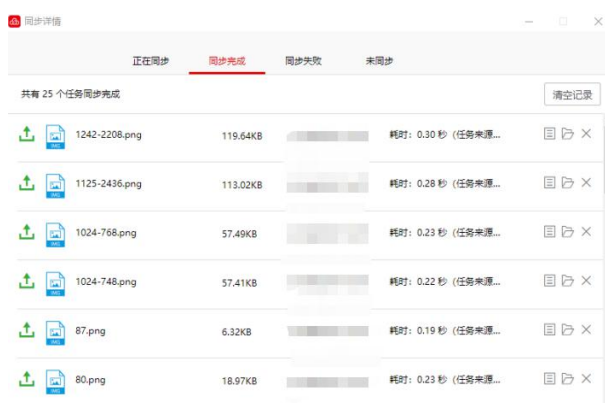 同步详情
正在同步 同步完成 同步失败 未同步
共有 25 个任务同步完成 清空记录
1242-2208.png 119.64KB 耗时：0.30 秒（任务来源...
IMG
1125-2436.png 113.02KB 耗时：0.28 秒（任务来源...
IMG
1024-768.png 57.49KB 耗时：0.23 秒（任务来源...
IMG
1024-748.png 57.41KB 耗时：0.22 秒（任务来源...
IMG
87.png 6.32KB 耗时：0.19 秒（任务来源...
IMG
80.png 18.97KB 耗时：0.23 秒（任务来源...
IMG